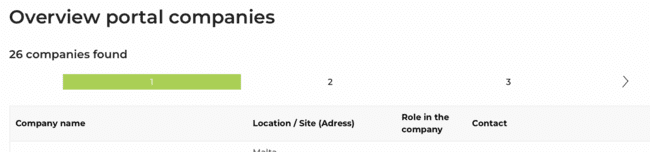 Overview portal companies
26 companies found
1 2 3
Company name Location / Site (Adress) Role in the company Contact
Malta